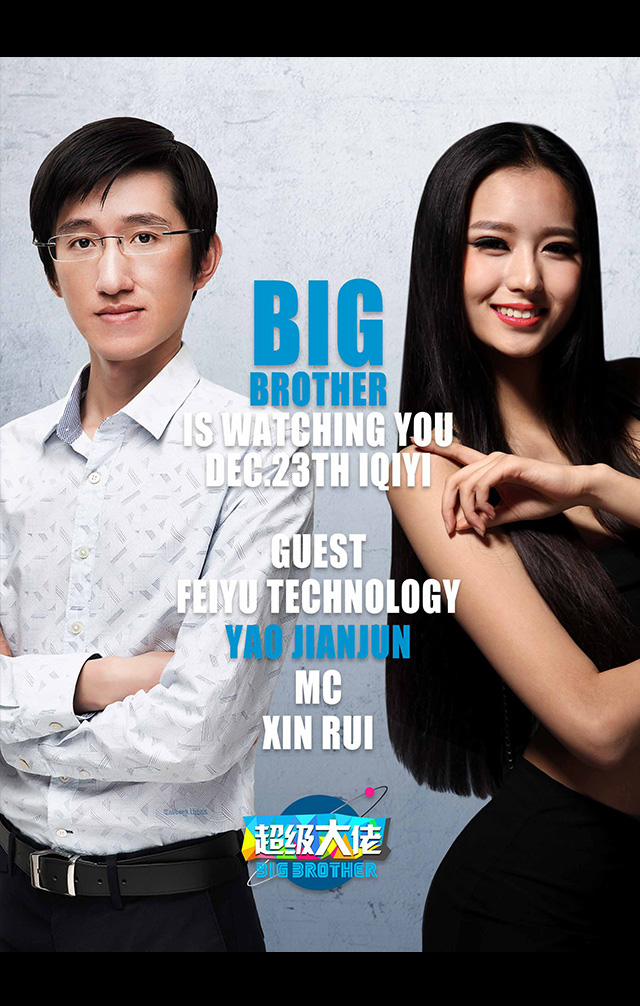 BIG
BROTHER
IS WATCHING YOU
DEC.23TH IQIYI
GUEST
FEIYU TECHNOLOGY
YAO JIANJUN
MC
XIN RUI
超级大佬
BIG BROTHER